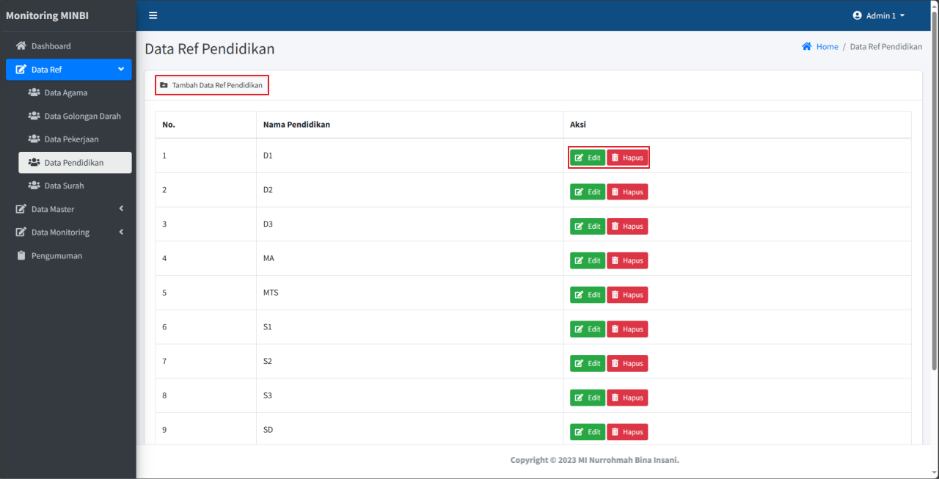 Monitoring MINBI
Admin 1
Dashboard
Data Ref
Data Agama
Data Golongan Darah
Data Pekerjaan
Data Pendidikan
Data Surah
Data Master
Data Monitoring
Pengumuman
Data Ref Pendidikan
Home / Data Ref Pendidikan
Tambah Data Ref Pendidikan
No. Nama Pendidikan Aksi
1 D1 Edit Hapus
2 D2 Edit Hapus
3 D3 Edit Hapus
4 MA Edit Hapus
5 MTS Edit Hapus
6 S1 Edit Hapus
7 S2 Edit Hapus
8 S3 Edit Hapus
9 SD Edit Hapus
Copyright © 2023 MI Nurrohmah Bina Insani.